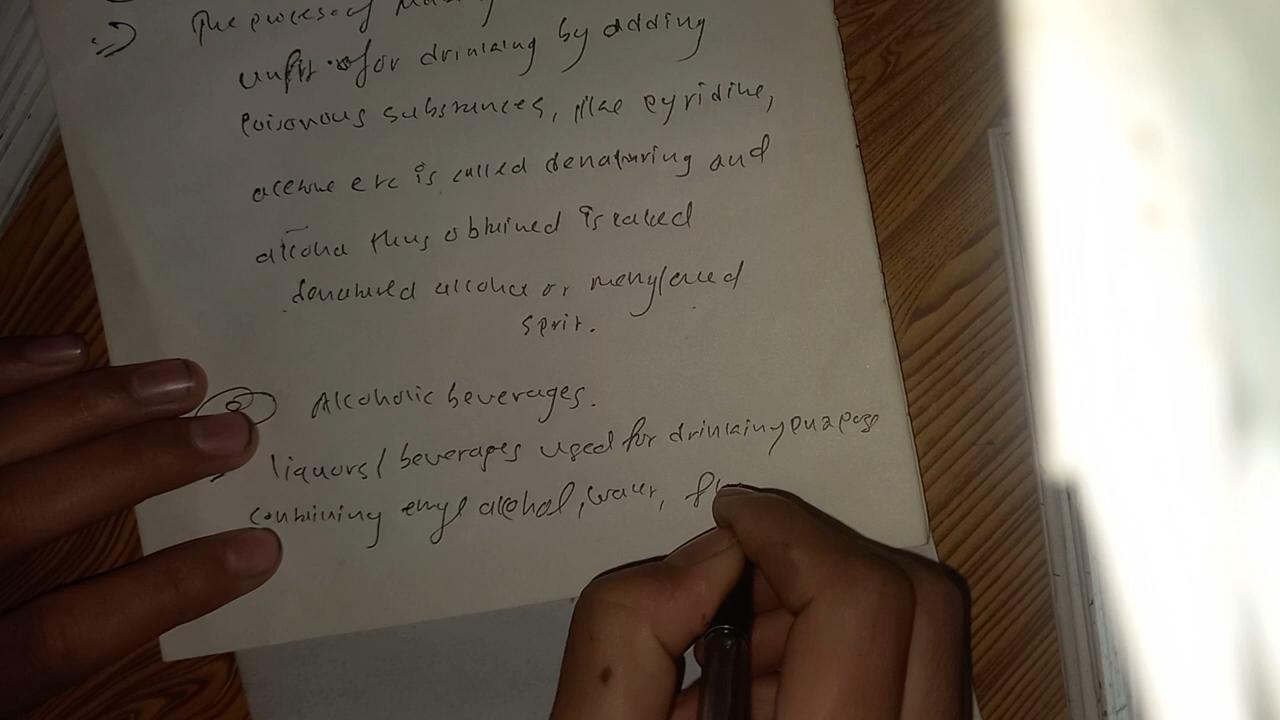 =) The process of
unfit for drinking by adding
poisonous substances, like pyridine,
acetone etc is called denaturing and
alcohol thus obtained is called
denatured alcohol or menylated
sprit.
8 Alcoholic beverages.
liquors/ beverages used for drinking purpose
containing ethyl alcohol, water,